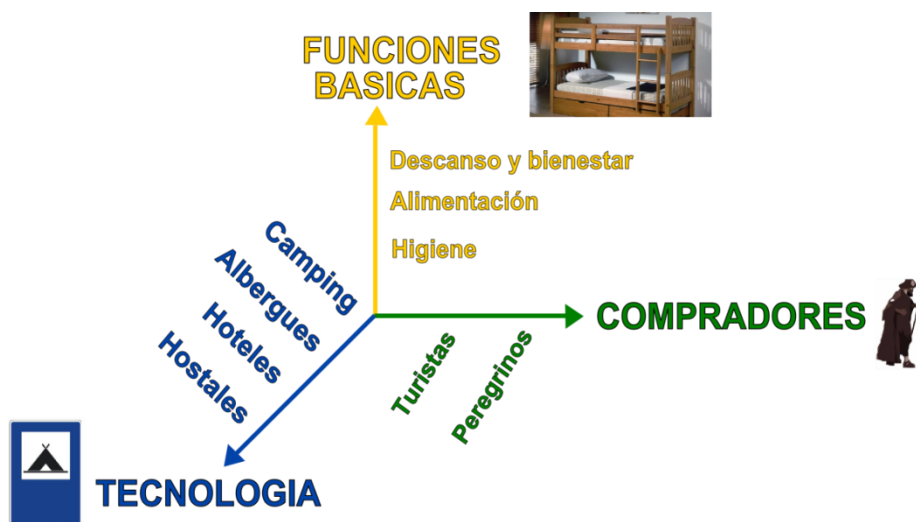 FUNCIONES
BASICAS
Descanso y bienestar
Alimentación
Higiene
Camping
Albergues
Hoteles
Hostales
COMPRADORES
Turistas
Peregrinos
TECNOLOGIA